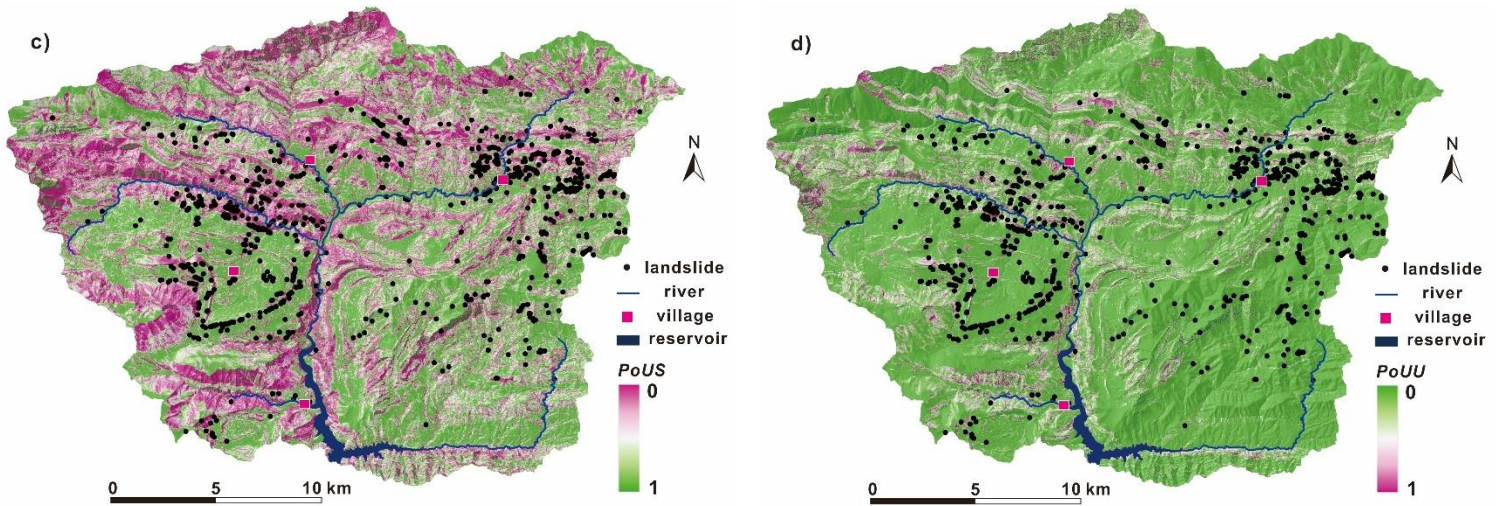 c)
N
landslide
river
village
reservoir
PoUS
0
1
0 5 10 km
d)
N
landslide
river
village
reservoir
PoUU
0
1
0 5 10 km